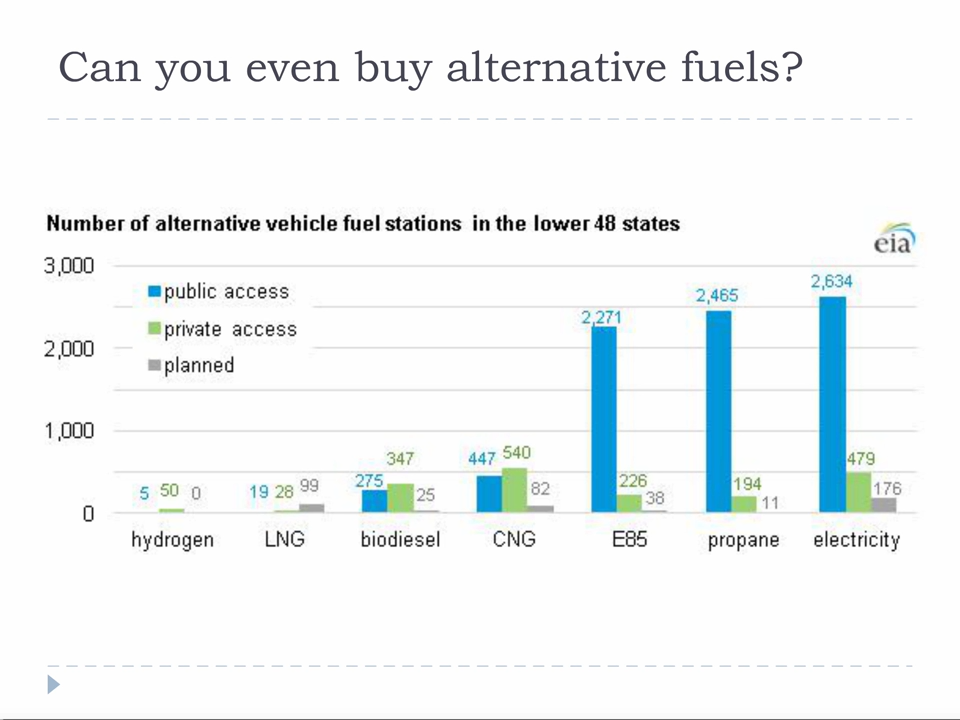 Can you even buy alternative fuels?
Number of alternative vehicle fuel stations in the lower 48 states
eia
3,000
2,000
1,000
0
public access
private access
planned
5 50 0
19 28 99
275 347 25
447 540 82
2,271 226 38
2,465 194 11
2,634 479 176
hydrogen LNG biodiesel CNG E85 propane electricity